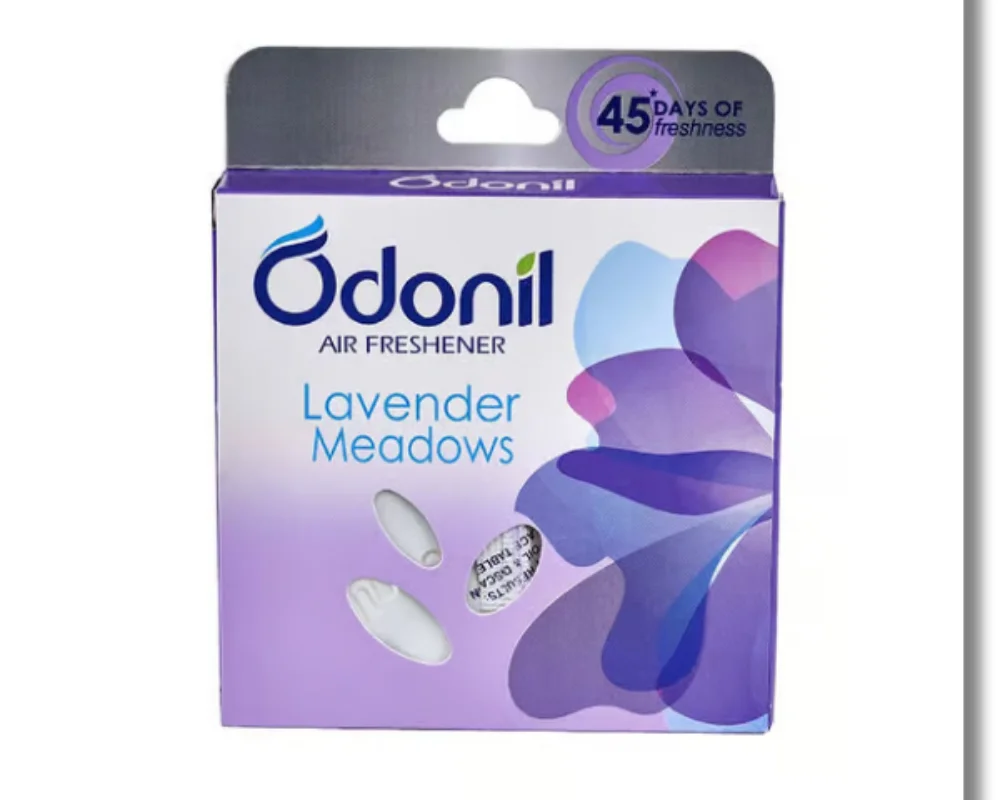 45* DAYS OF
freshness
Odonil
Odonil
AIR FRESHENER
Lavender
Meadows